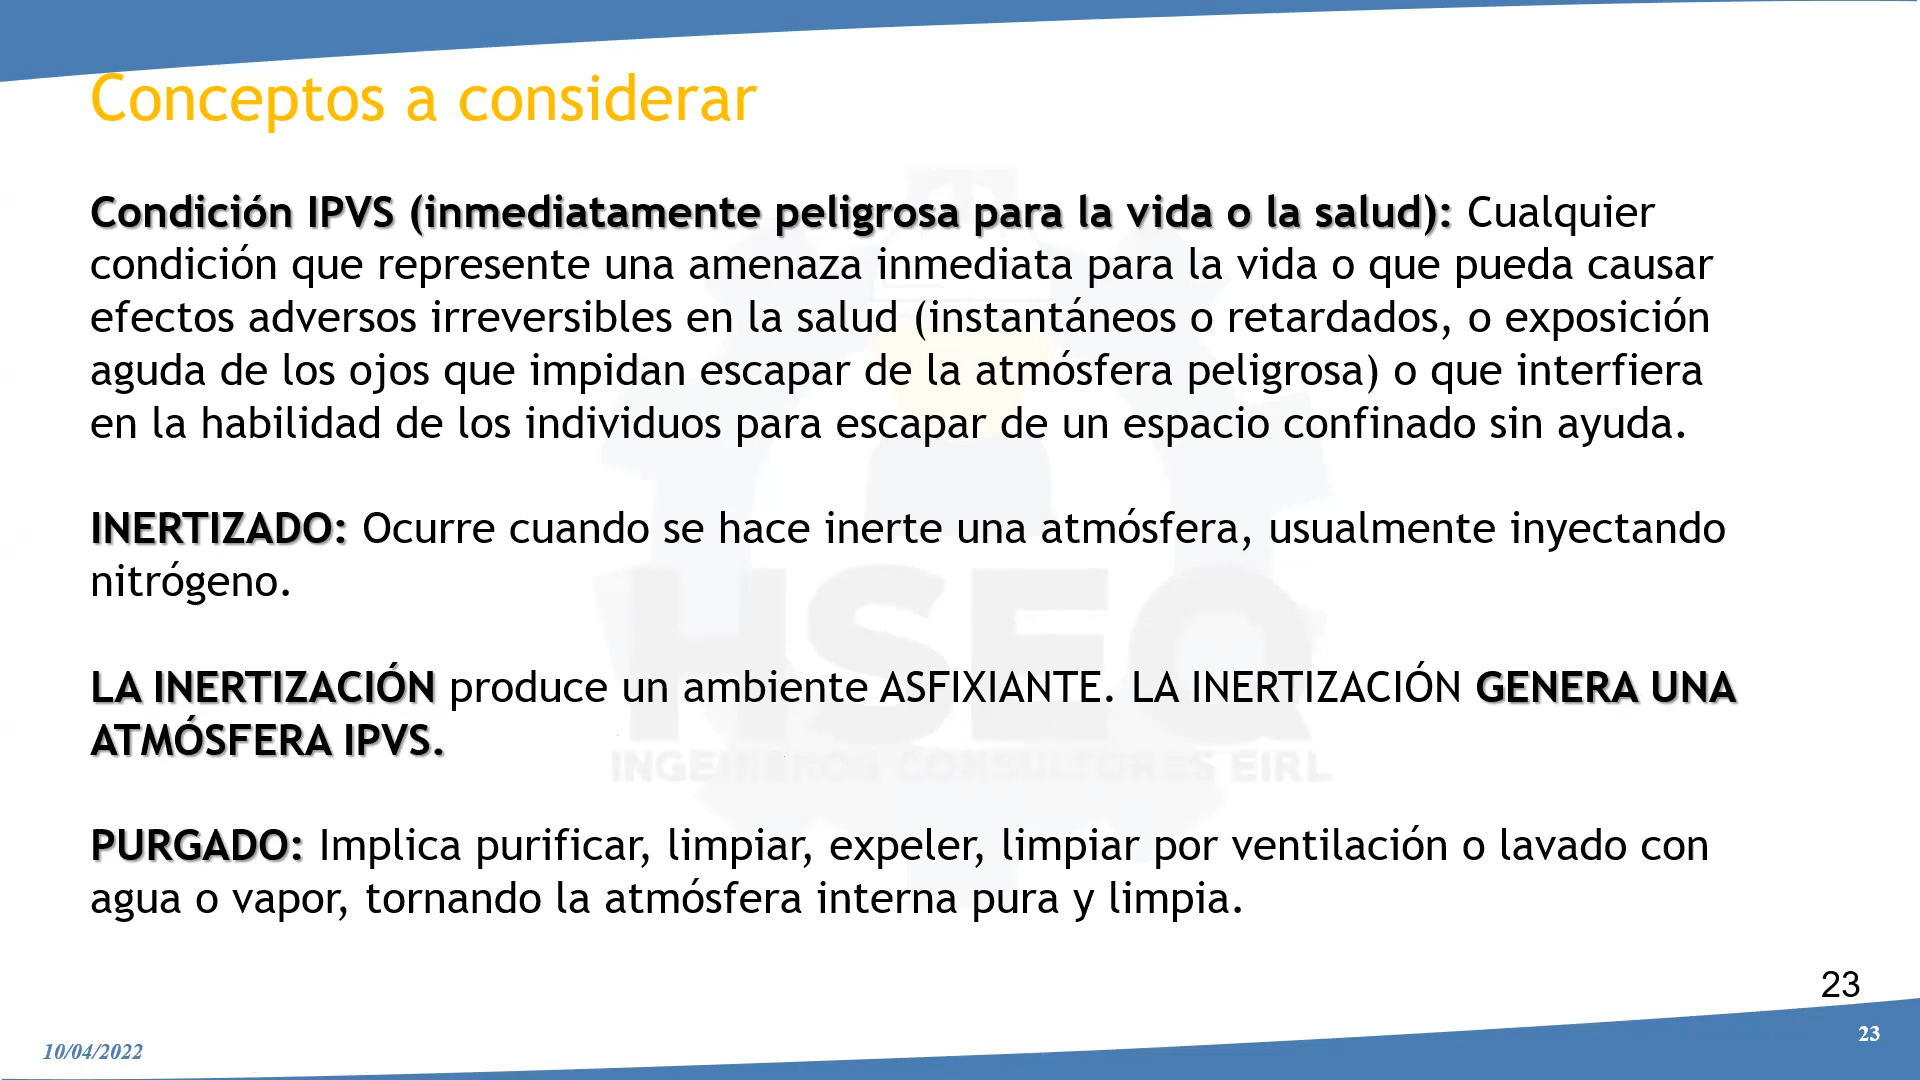 Conceptos a considerar
Condición IPVS (inmediatamente peligrosa para la vida o la salud): Cualquier
condición que represente una amenaza inmediata para la vida o que pueda causar
efectos adversos irreversibles en la salud (instantáneos o retardados, o exposición
aguda de los ojos que impidan escapar de la atmósfera peligrosa) o que interfiera
en la habilidad de los individuos para escapar de un espacio confinado sin ayuda.
INERTIZADO: Ocurre cuando se hace inerte una atmósfera, usualmente inyectando
nitrógeno.
HSEQ
LA INERTIZACIÓN produce un ambiente ASFIXIANTE. LA INERTIZACIÓN GENERA UNA
ATMÓSFERA IPVS.
INGENIEROS CONSULTORES EIRL
PURGADO: Implica purificar, limpiar, expeler, limpiar por ventilación o lavado con
agua o vapor, tornando la atmósfera interna pura y limpia.
23
23
10/04/2022